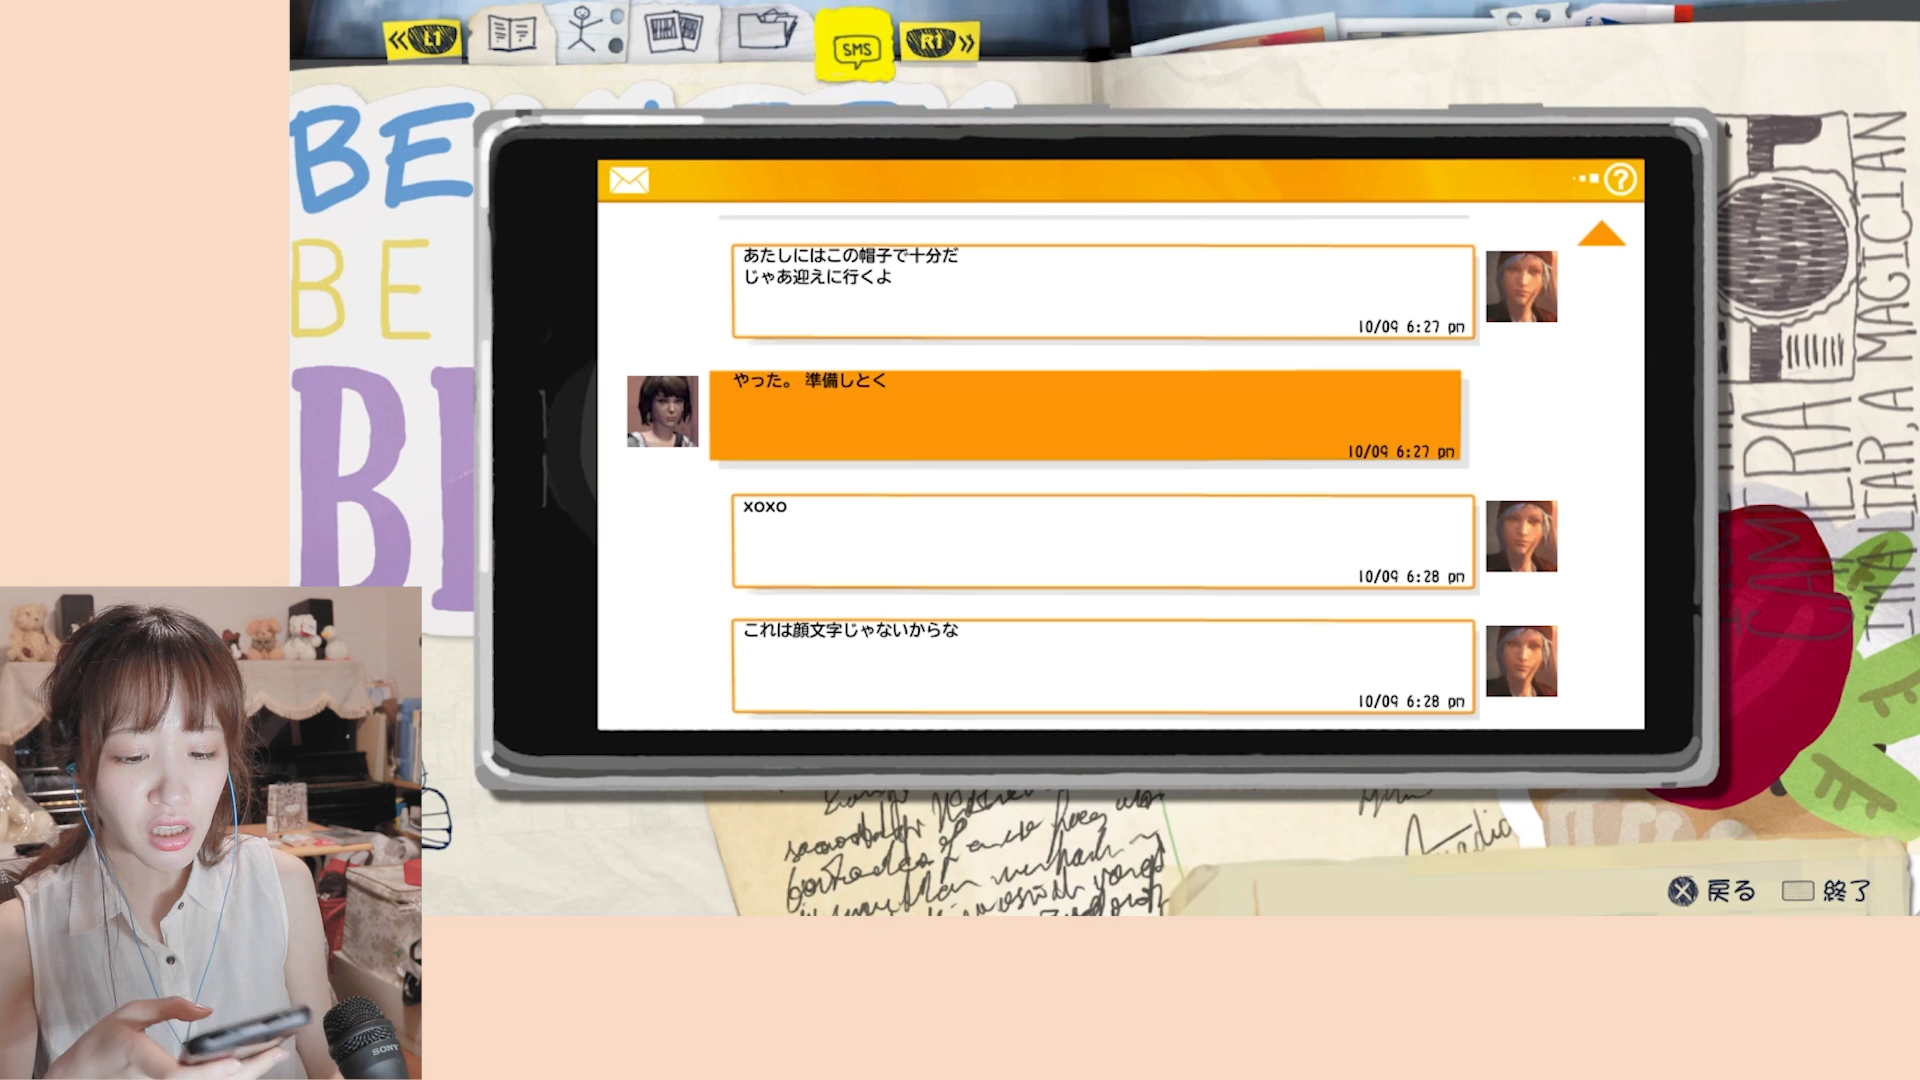 L1
SMS
R1
BE
BE
あたしにはこの帽子で十分だ
じゃあ迎えに行くよ
10/09 6:27 pm
やった。 準備しとく
10/09 6:27 pm
xoxo
10/09 6:28 pm
これは顔文字じゃないからな
10/09 6:28 pm
?
LIAR, A MAGICIAN
戻る
終了
SONY